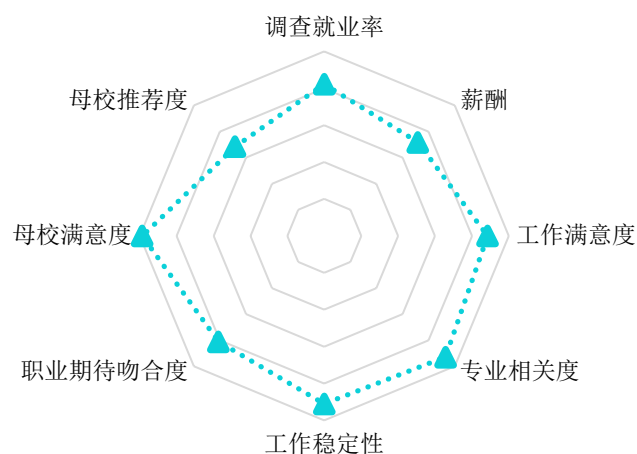 调查就业率
母校推荐度
薪酬
母校满意度
工作满意度
职业期待吻合度
专业相关度
工作稳定性